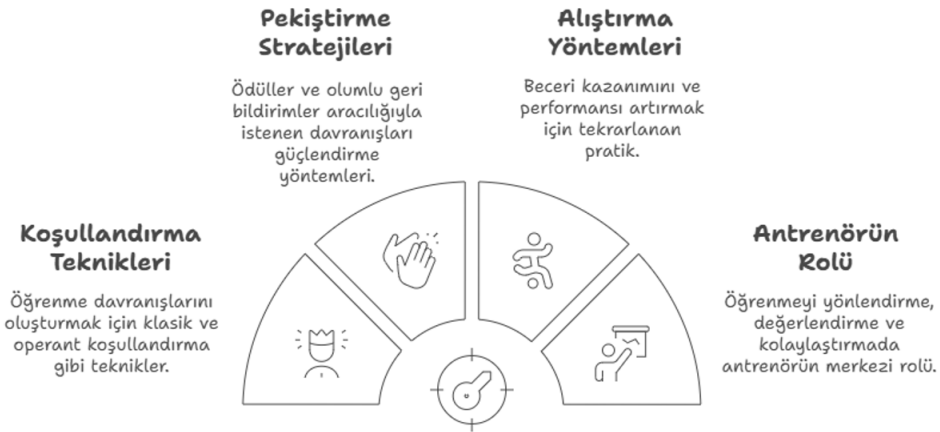 Pekiştirme
Stratejileri
Ödüller ve olumlu geri
bildirimler aracılığıyla
istenen davranışları
güçlendirme
yöntemleri.
Alıştırma
Yöntemleri
Beceri kazanımını ve
performansı artırmak
için tekrarlanan
pratik.
Koşullandırma
Teknikleri
Öğrenme davranışlarını
oluşturmak için klasik ve
operant koşullandırma
gibi teknikler.
Antrenörün
Rolü
Öğrenmeyi yönlendirme,
değerlendirme ve
kolaylaştırmada
antrenörün merkezi rolü.